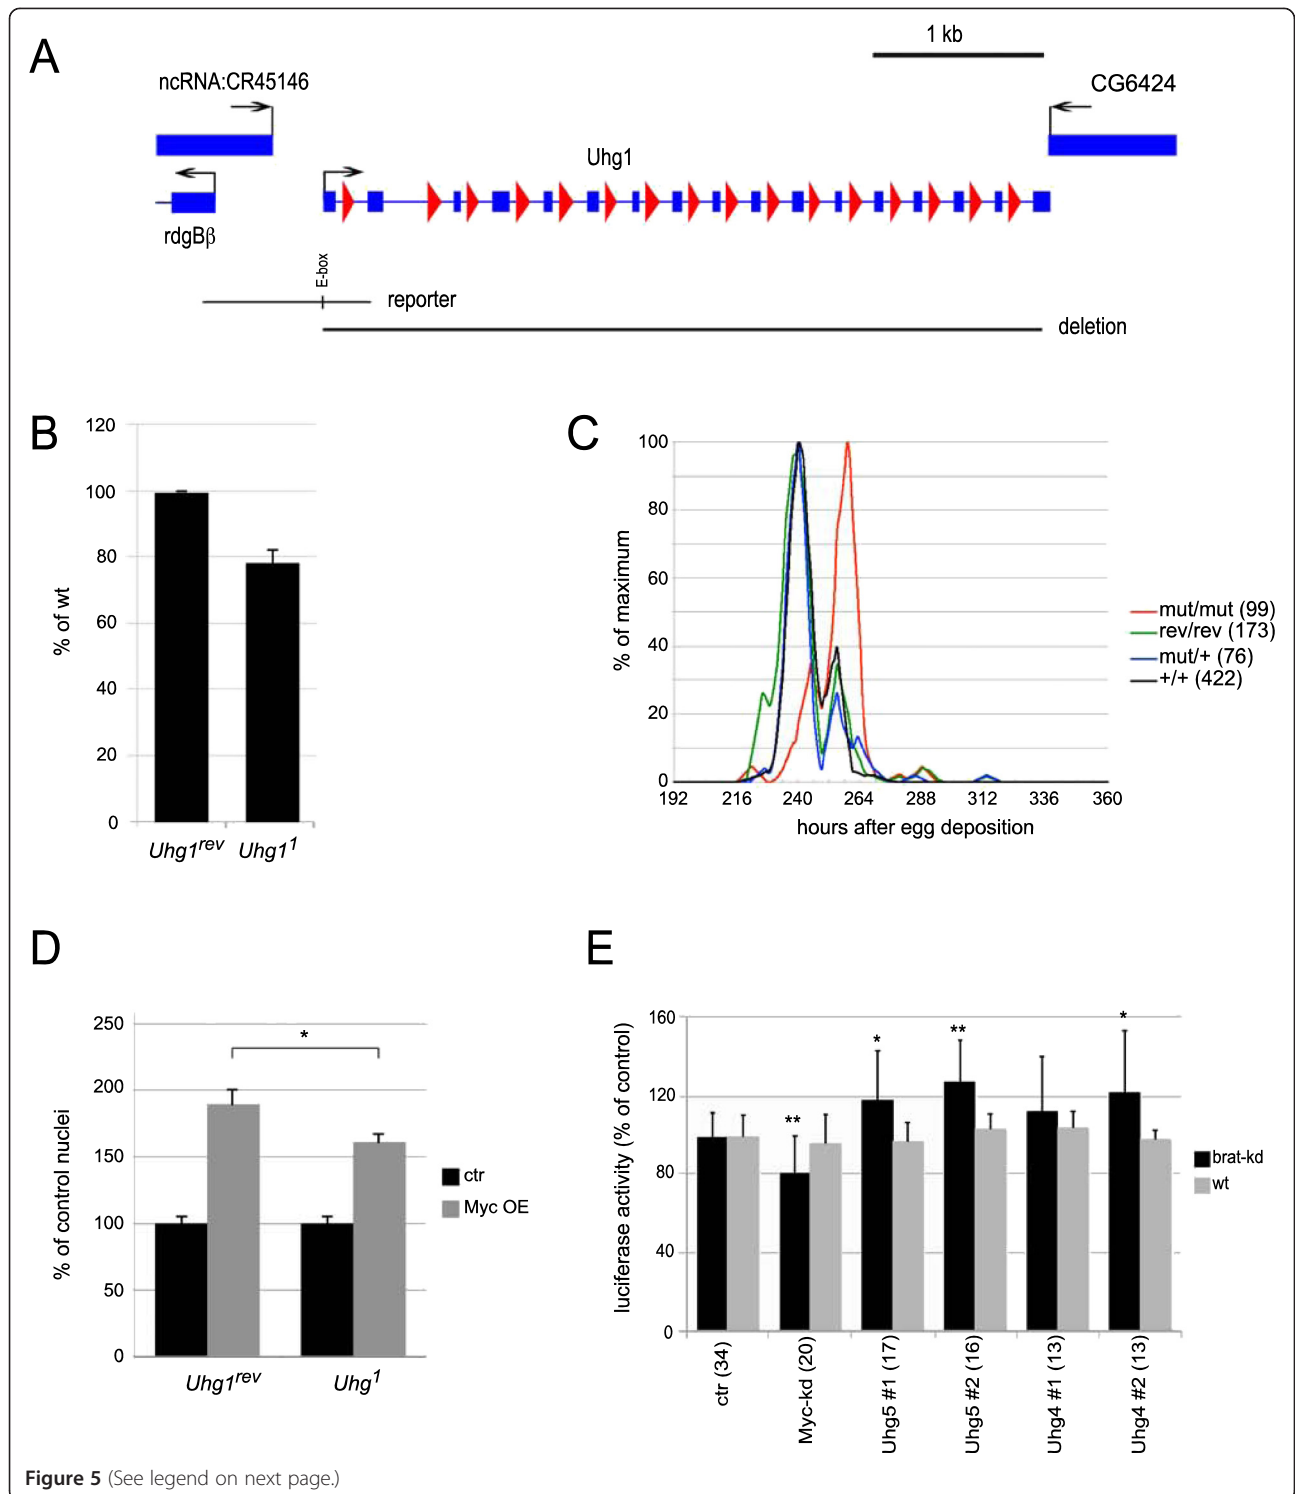 A
1 kb
ncRNA:CR45146
CG6424
Uhg1
rdgBβ
E-box
reporter
deletion
B
120
100
80
60
40
20
0
% of wt
Uhg1rev
Uhg11
C
100
80
60
40
20
0
% of maximum
192 216 240 264 288 312 336 360
hours after egg deposition
mut/mut (99)
rev/rev (173)
mut/+ (76)
+/+ (422)
D
250
200
150
100
50
0
% of control nuclei
*
ctr
Myc OE
Uhg1rev
Uhg1
E
160
120
80
40
0
luciferase activity (% of control)
**
*
**
*
brat-kd
wt
ctr (34)
Myc-kd (20)
Uhg5 #1 (17)
Uhg5 #2 (16)
Uhg4 #1 (13)
Uhg4 #2 (13)
Figure 5 (See legend on next page.)